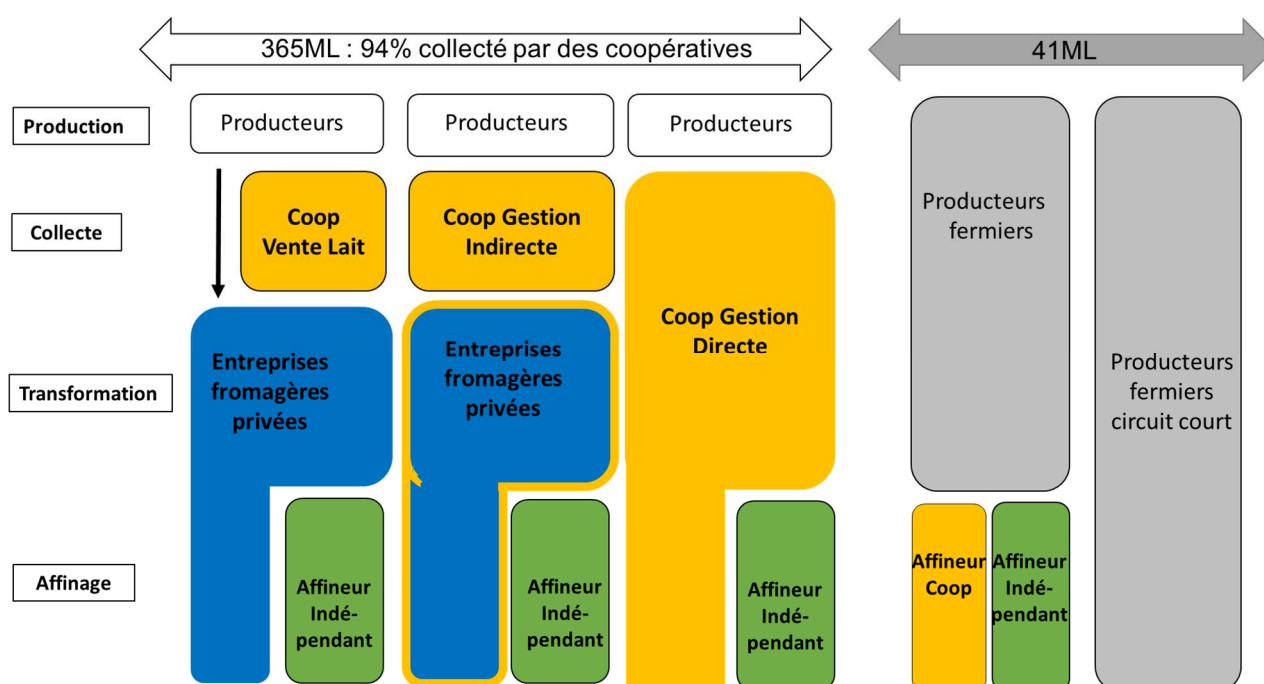 365ML : 94% collecté par des coopératives
41ML
Production
Producteurs
Producteurs
Producteurs
Collecte
Coop
Vente Lait
Coop Gestion
Indirecte
Coop Gestion
Directe
Producteurs
fermiers
Transformation
Entreprises
fromagères
privées
Entreprises
fromagères
privées
Producteurs
fermiers
circuit court
Affinage
Affineur
Indé-
pendant
Affineur
Indé-
pendant
Affineur
Indé-
pendant
Affineur
Coop
Affineur
Indé-
pendant